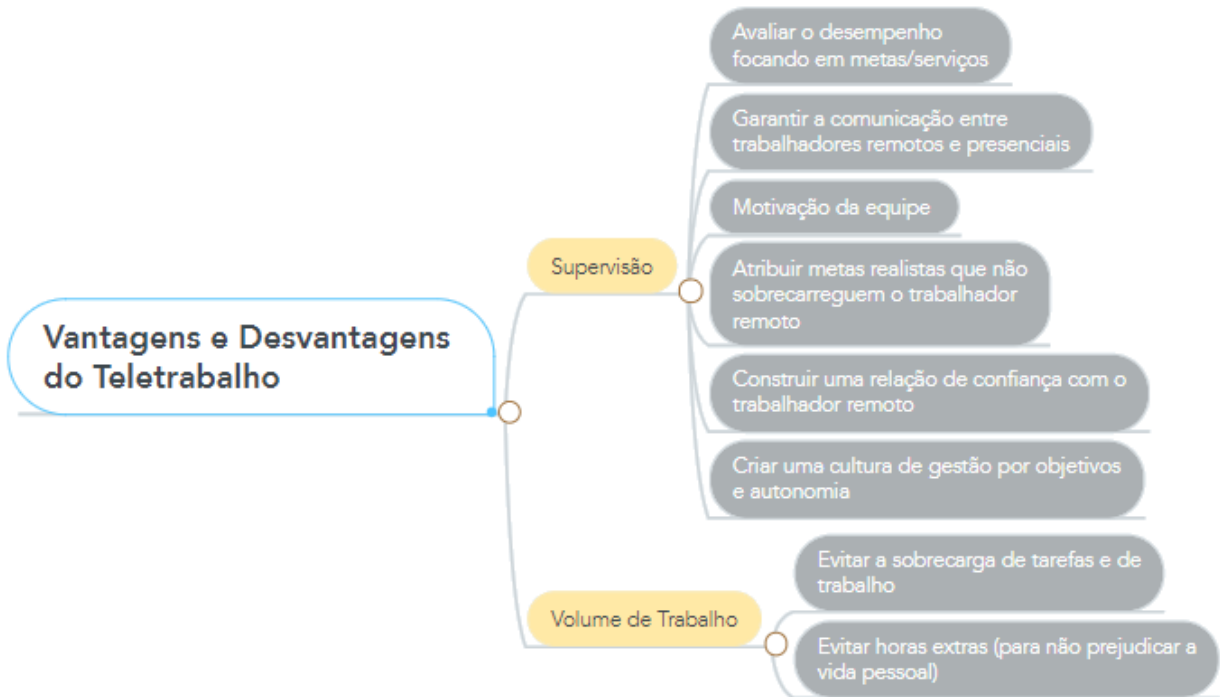 Avaliar o desempenho
focando em metas/serviços
Garantir a comunicação entre
trabalhadores remotos e presenciais
Motivação da equipe
Supervisão
Atribuir metas realistas que não
sobrecarreguem o trabalhador
remoto
Vantagens e Desvantagens
do Teletrabalho
Construir uma relação de confiança com o
trabalhador remoto
Criar uma cultura de gestão por objetivos
e autonomia
Evitar a sobrecarga de tarefas e de
trabalho
Volume de Trabalho
Evitar horas extras (para não prejudicar a
vida pessoal)